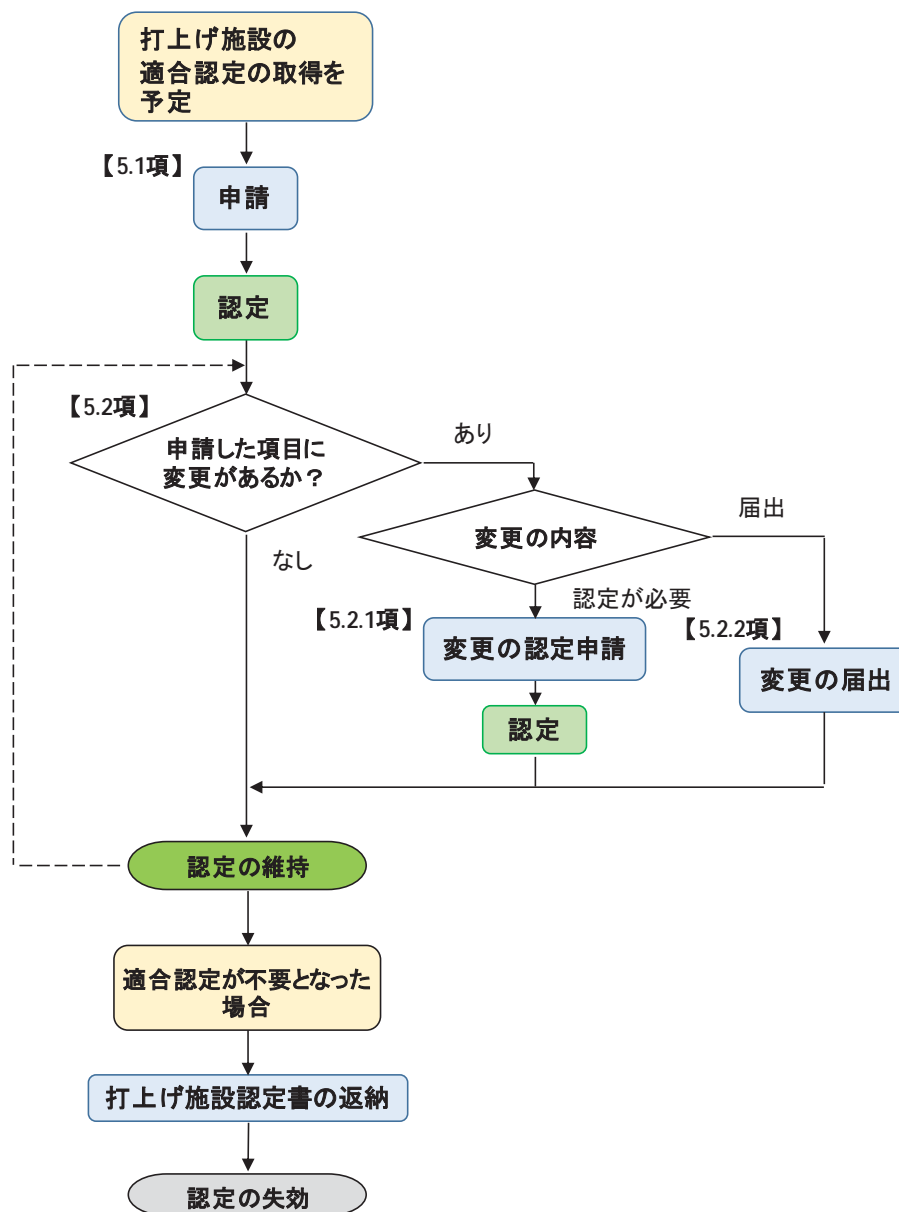 打上げ施設の
適合認定の取得を
予定
【5.1項】
申請
認定
【5.2項】
申請した項目に
変更があるか？
あり
なし
変更の内容
届出
認定が必要
【5.2.1項】
変更の認定申請
【5.2.2項】
変更の届出
認定
認定の維持
適合認定が不要となった
場合
打上げ施設認定書の返納
認定の失効